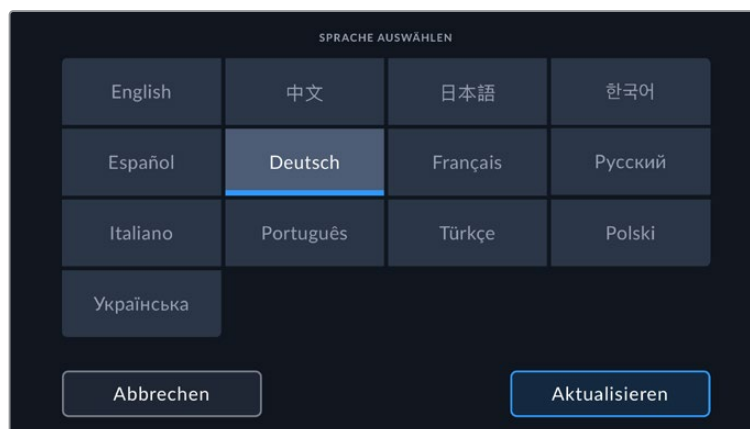 SPRACHE AUSWÄHLEN
English 中文 日本語 한국어
Español Deutsch Français Русский
Italiano Português Türkçe Polski
Українська
Abbrechen Aktualisieren